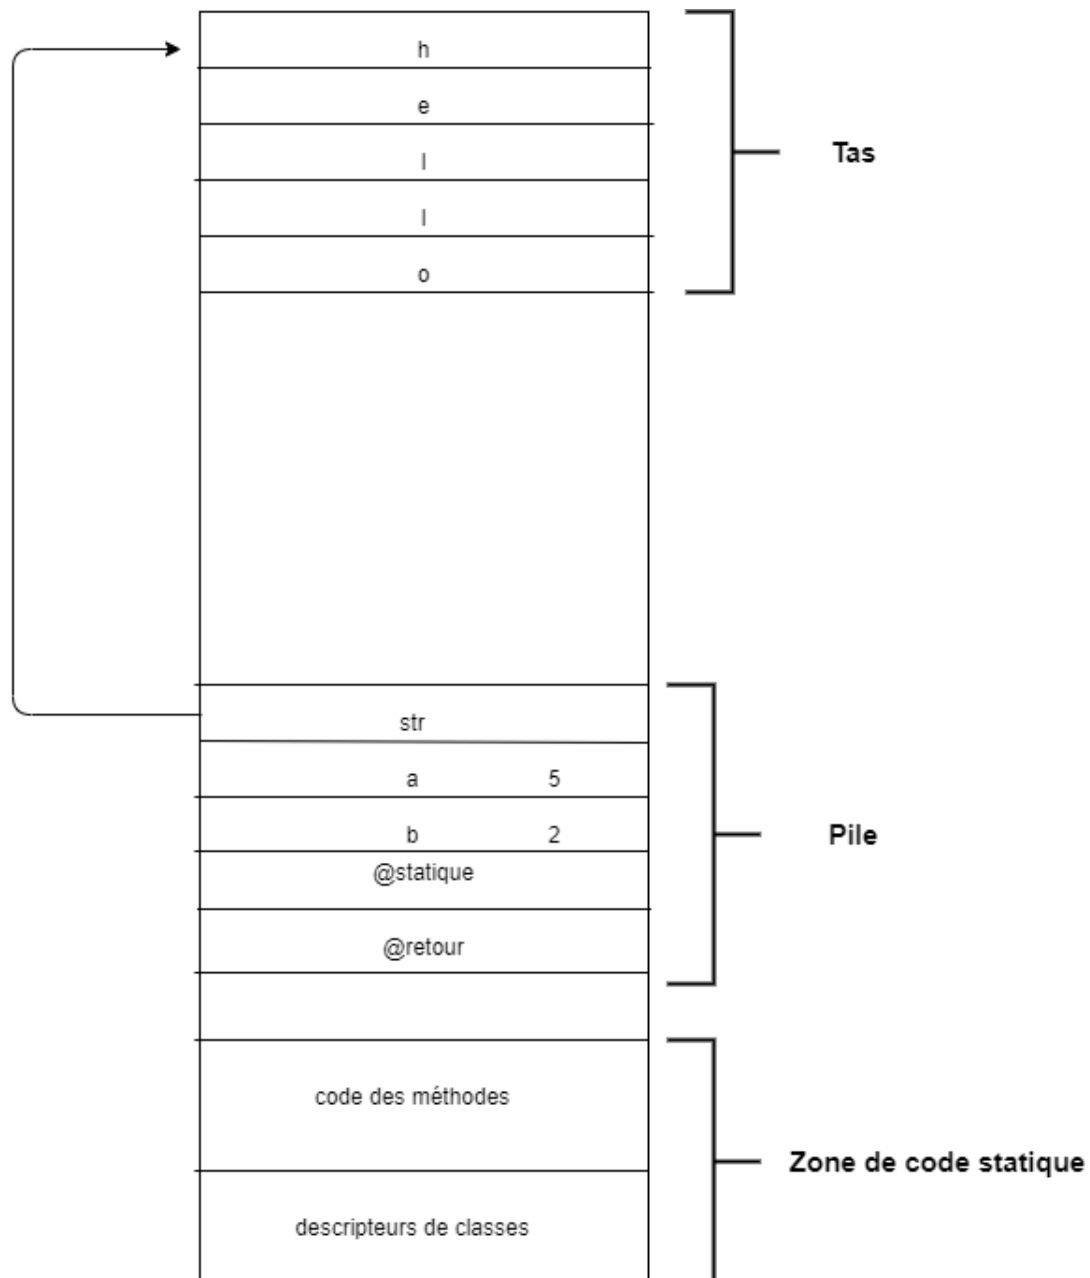 h
e
l
Tas
l
o
str
a 5
b 2
Pile
@statique
@retour
code des méthodes
Zone de code statique
descripteurs de classes